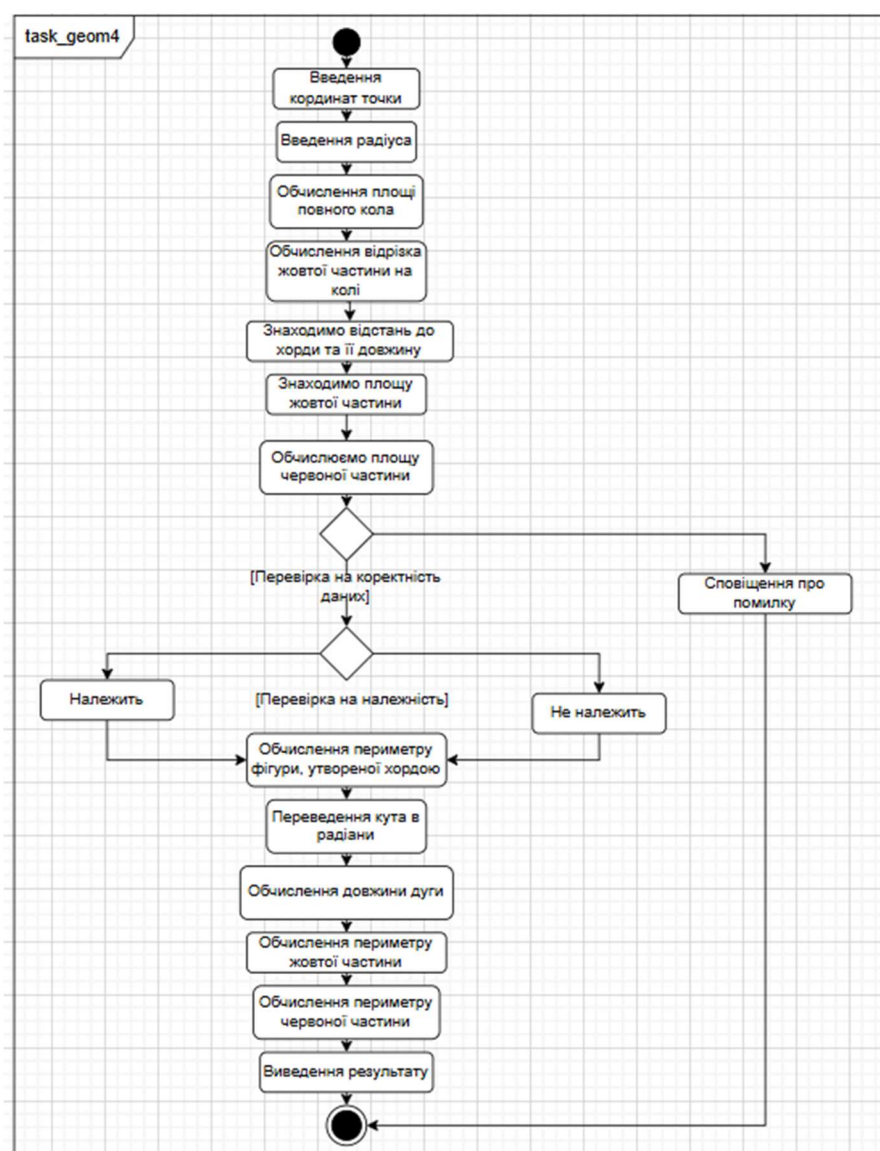 task_geom4
Введення
кординат точки
Введення радіуса
Обчислення площі
повного кола
Обчислення відрізка
жовтої частини на
колі
Знаходимо відстань до
хорди та її довжину
Знаходимо площу
жовтої частини
Обчислюємо площу
червоної частини
[Перевірка на коректність
даних]
Сповіщення про
помилку
Належить
[Перевірка на належність]
Не належить
Обчислення периметру
фігури, утвореної хордою
Переведення кута в
радіани
Обчислення довжини дуги
Обчислення периметру
жовтої частини
Обчислення периметру
червоної частини
Виведення результату